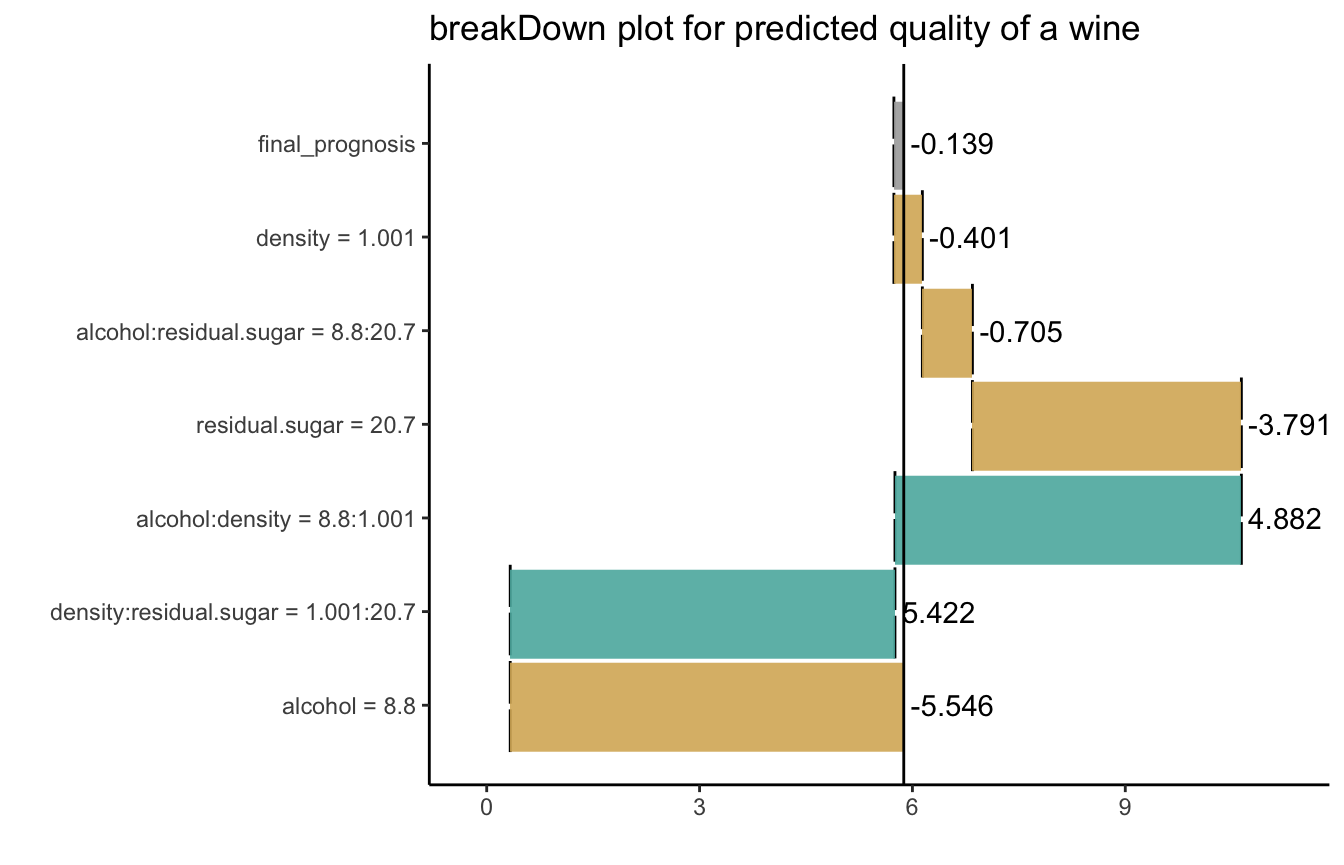 breakDown plot for predicted quality of a wine
final_prognosis
-0.139
density = 1.001
-0.401
alcohol:residual.sugar = 8.8:20.7
-0.705
residual.sugar = 20.7
-3.791
alcohol:density = 8.8:1.001
4.882
density:residual.sugar = 1.001:20.7
5.422
alcohol = 8.8
-5.546
0 3 6 9